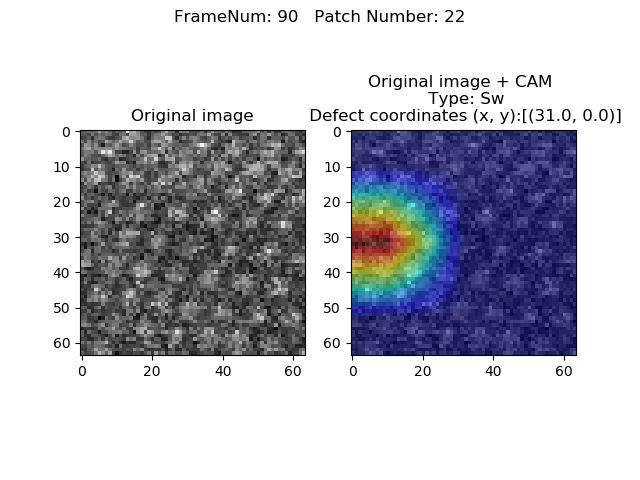 FrameNum: 90   Patch Number: 22
Original image
0
10
20
30
40
50
60
0 20 40 60
Original image + CAM
Type: Sw
Defect coordinates (x, y):[(31.0, 0.0)]
0
10
20
30
40
50
60
0 20 40 60